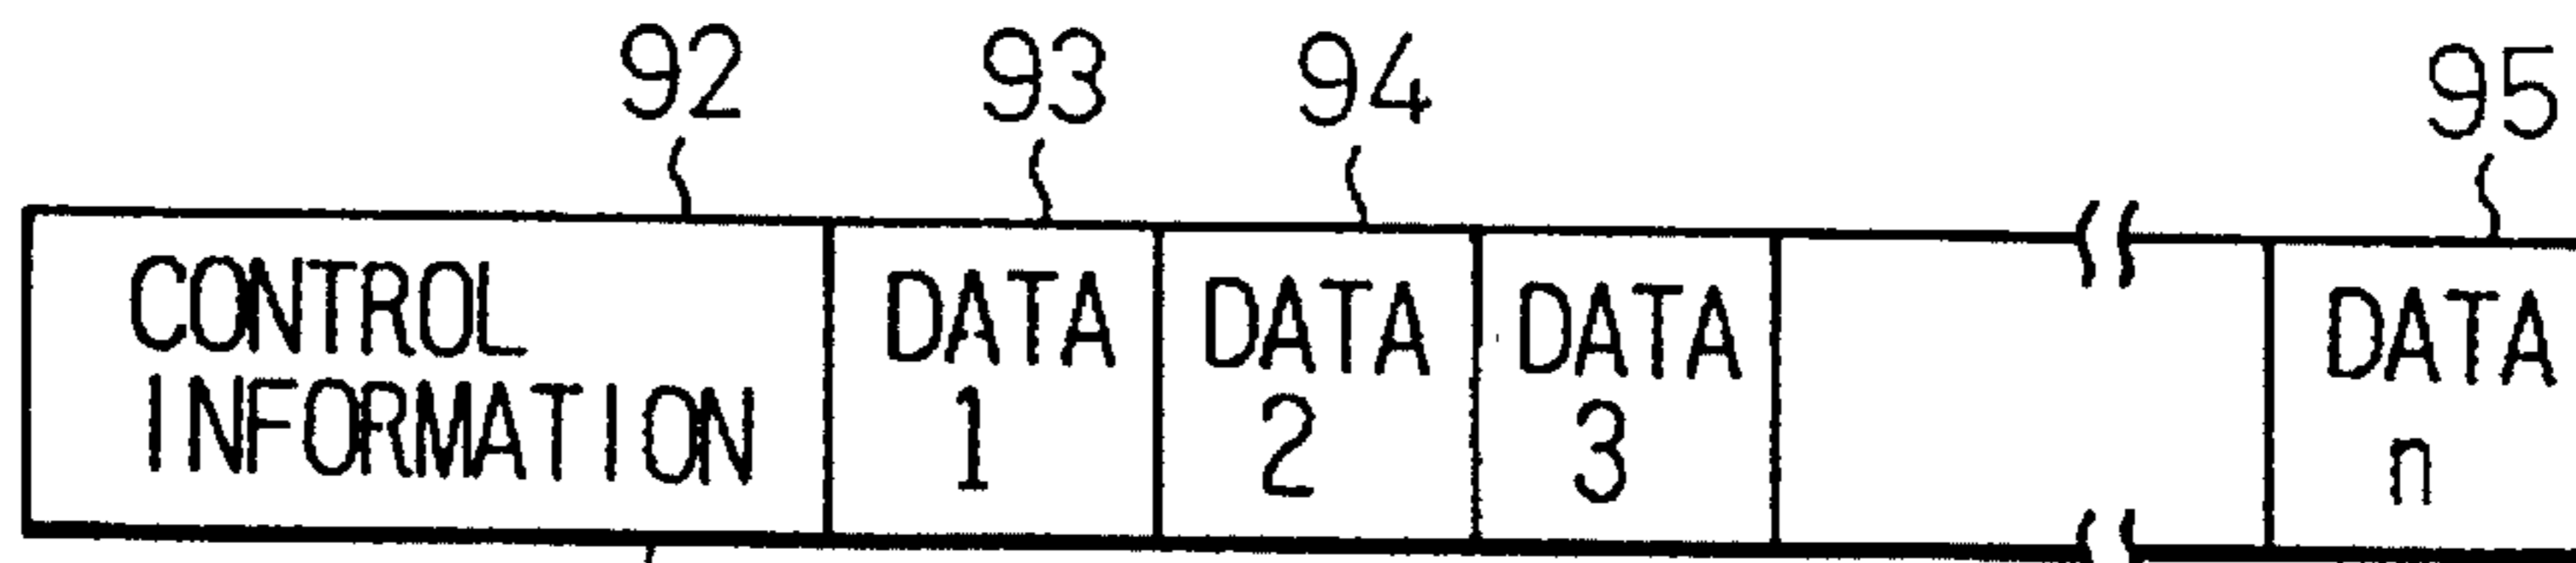 92 93 94 95
CONTROL DATA DATA DATA DATA
INFORMATION 1 2 3 n